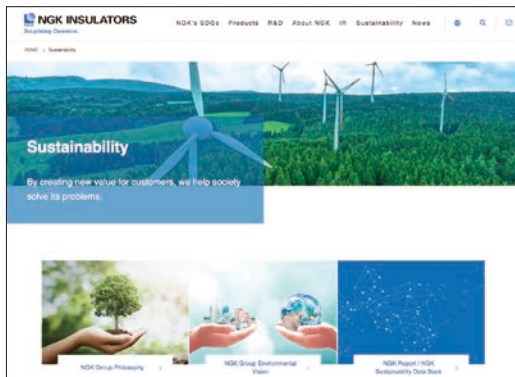 NGK INSULATORS
Surprising Ceramics.
NGK's SDGs Products R&D About NGK IR Sustainability News
HOME > Sustainability
Sustainability
By creating new value for customers, we help society
solve its problems.
NGK Group Philosophy >
NGK Group Environmental
Vision >
NGK Report / NGK
Sustainability Data Book >